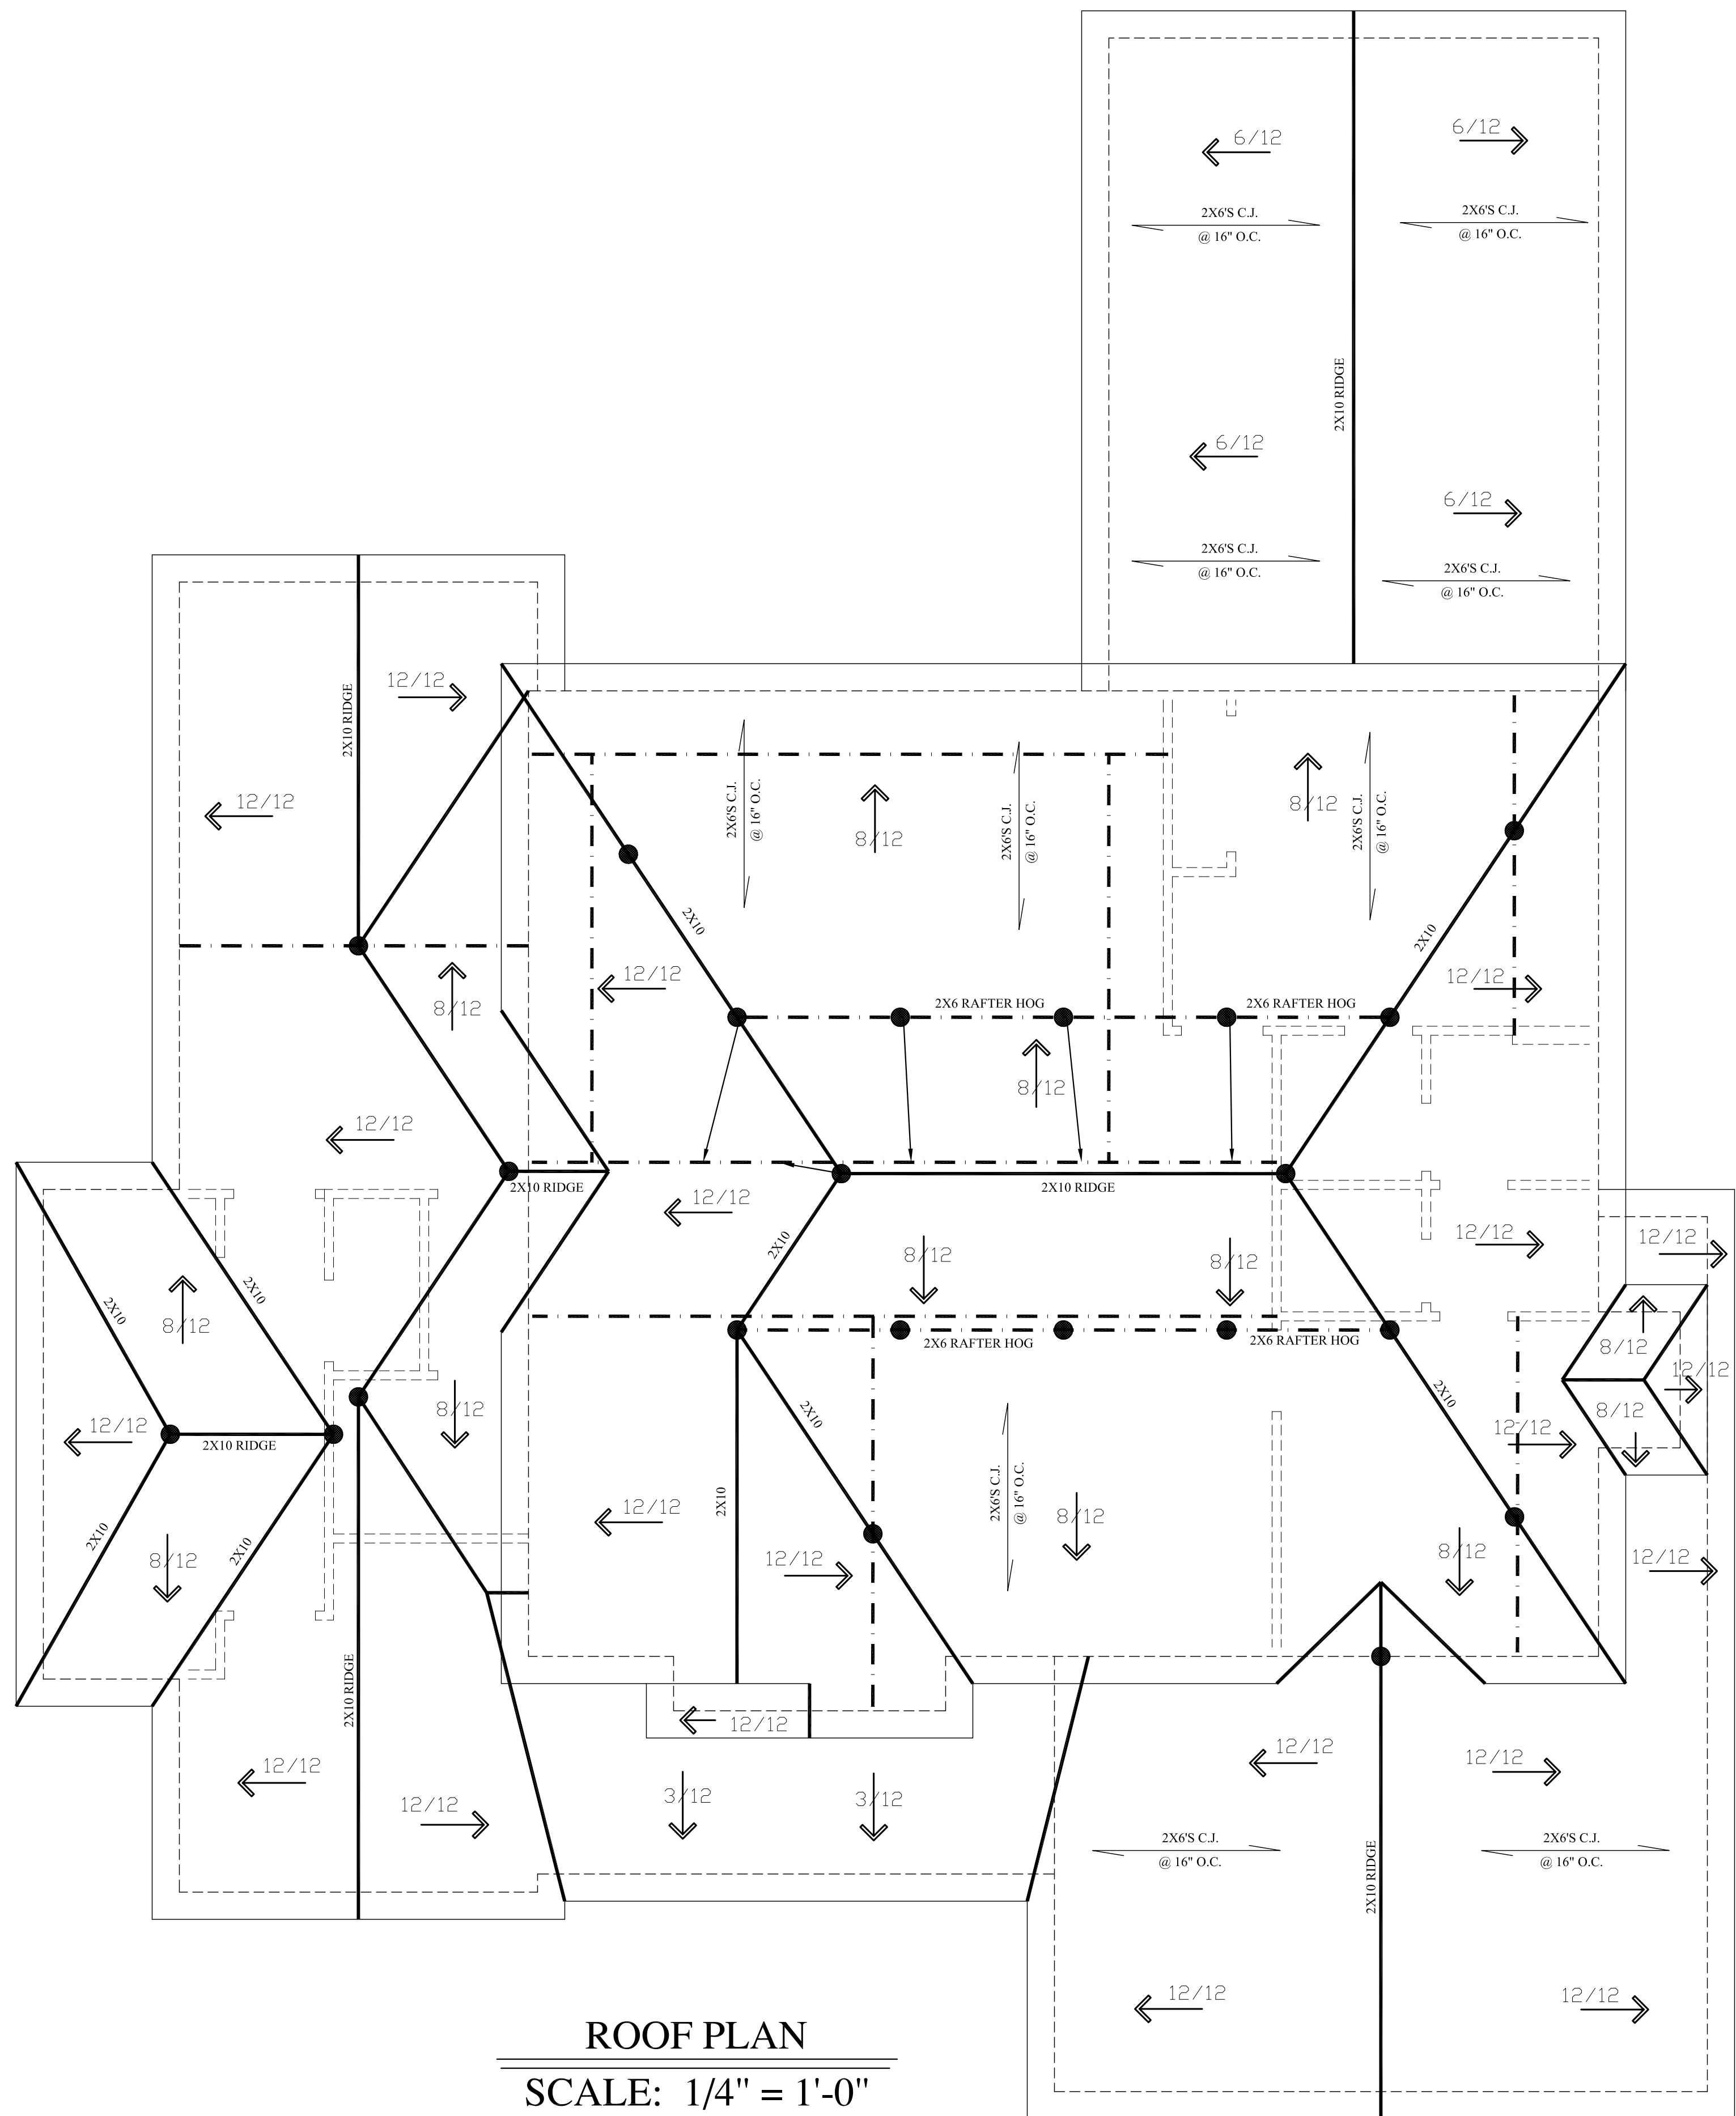 6/12
6/12
2X6'S C.J.
@ 16" O.C.
2X6'S C.J.
@ 16" O.C.
2X10 RIDGE
6/12
6/12
2X6'S C.J.
@ 16" O.C.
2X6'S C.J.
@ 16" O.C.
12/12
2X10 RIDGE
12/12
2X6'S C.J.
@ 16" O.C.
8/12
2X6'S C.J.
@ 16" O.C.
8/12
2X6'S C.J.
@ 16" O.C.
2X10
2X10
12/12
12/12
8/12
2X6 RAFTER HOG
2X6 RAFTER HOG
8/12
12/12
2X10 RIDGE
12/12
2X10 RIDGE
2X10
8/12
8/12
12/12
12/12
2X10
2X10
8/12
2X6 RAFTER HOG
2X6 RAFTER HOG
8/12
12/12
8/12
12/12
2X10 RIDGE
8/12
2X10
2X10
12/12
2X10
2X10
8/12
2X10
12/12
2X6'S C.J.
@ 16" O.C.
8/12
12/12
8/12
12/12
2X10 RIDGE
12/12
12/12
12/12
12/12
12/12
12/12
3/12
3/12
2X6'S C.J.
@ 16" O.C.
2X10 RIDGE
2X6'S C.J.
@ 16" O.C.
12/12
12/12
ROOF PLAN
SCALE: 1/4" = 1'-0"